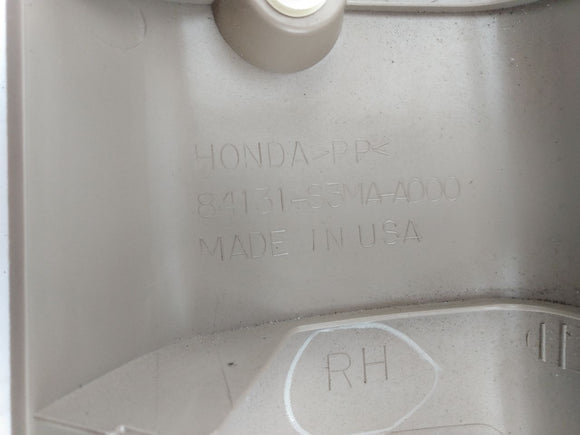 HONDA >PP<
84131-S3MA-A000
MADE IN USA
RH